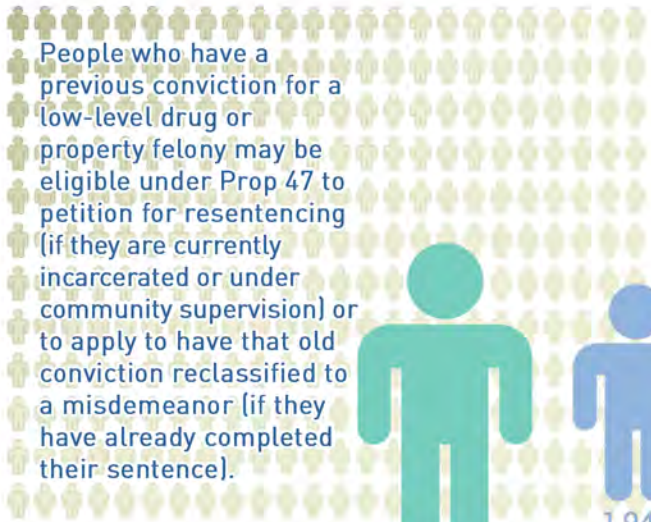 People who have a
previous conviction for a
low-level drug or
property felony may be
eligible under Prop 47 to
petition for resentencing
(if they are currently
incarcerated or under
community supervision) or
to apply to have that old
conviction reclassified to
a misdemeanor (if they
have already completed
their sentence).